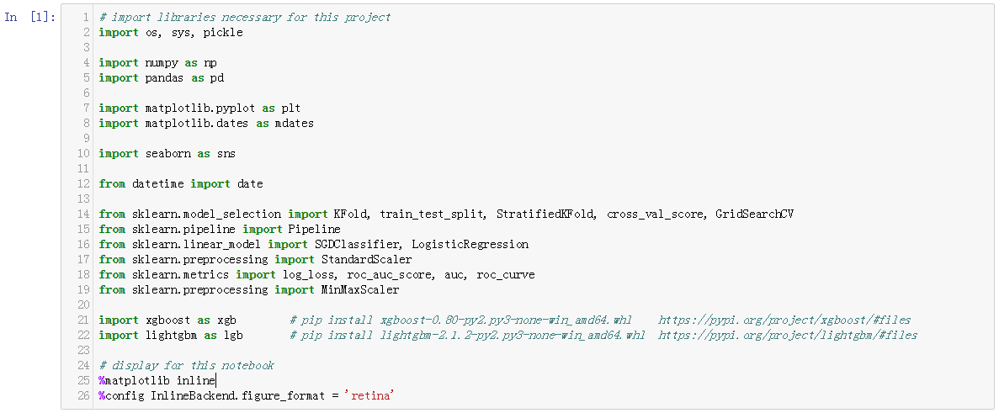 In [1]:
1 # import libraries necessary for this project
2 import os, sys, pickle
3
4 import numpy as np
5 import pandas as pd
6
7 import matplotlib.pyplot as plt
8 import matplotlib.dates as mdates
9
10 import seaborn as sns
11
12 from datetime import date
13
14 from sklearn.model_selection import KFold, train_test_split, StratifiedKFold, cross_val_score, GridSearchCV
15 from sklearn.pipeline import Pipeline
16 from sklearn.linear_model import SGDClassifier, LogisticRegression
17 from sklearn.preprocessing import StandardScaler
18 from sklearn.metrics import log_loss, roc_auc_score, auc, roc_curve
19 from sklearn.preprocessing import MinMaxScaler
20
21 import xgboost as xgb        # pip install xgboost-0.80-py2.py3-none-win_amd64.whl    https://pypi.org/project/xgboost/#files
22 import lightgbm as lgb       # pip install lightgbm-2.1.2-py2.py3-none-win_amd64.whl  https://pypi.org/project/lightgbm/#files
23
24 # display for this notebook
25 %matplotlib inline
26 %config InlineBackend.figure_format = 'retina'